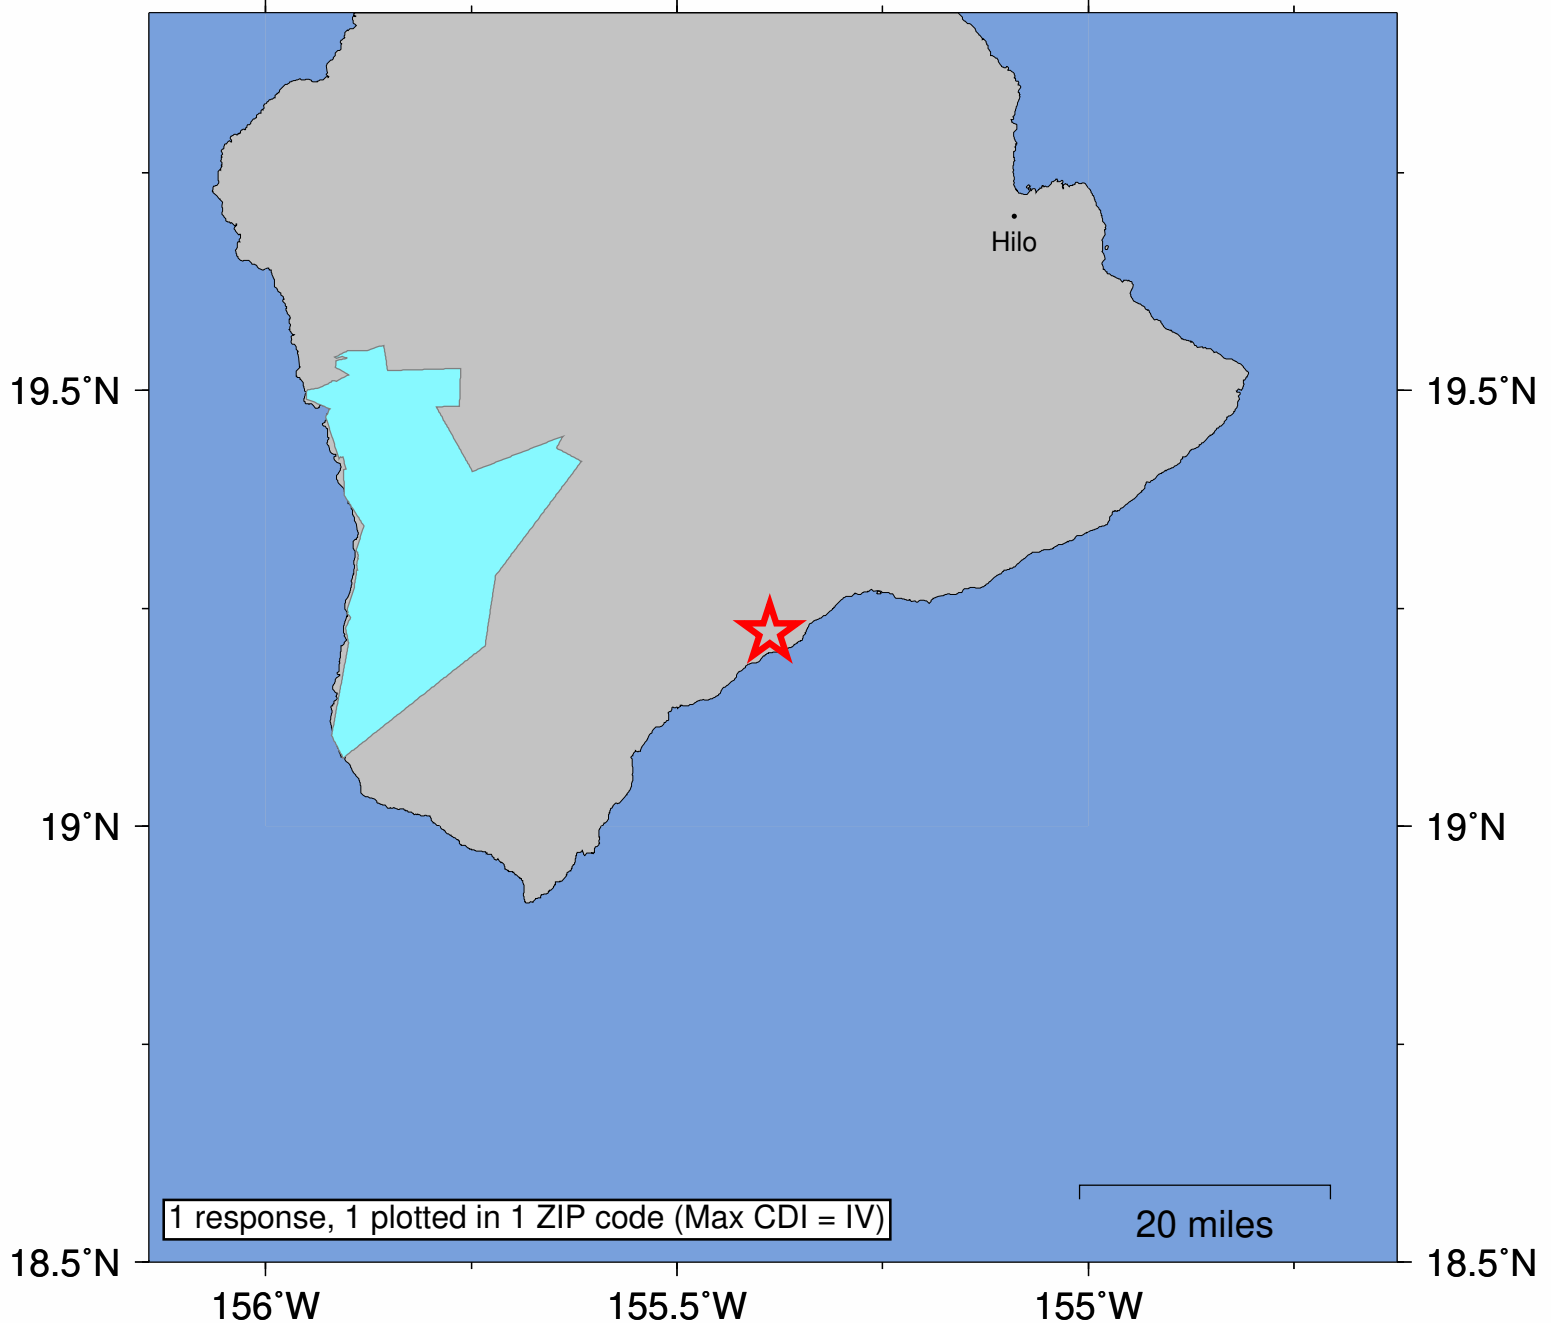 Hilo
19.5˚N
19.5˚N
19˚N
19˚N
1 response, 1 plotted in 1 ZIP code (Max CDI = IV)
20 miles
18.5˚N
18.5˚N
156˚W
155.5˚W
155˚W